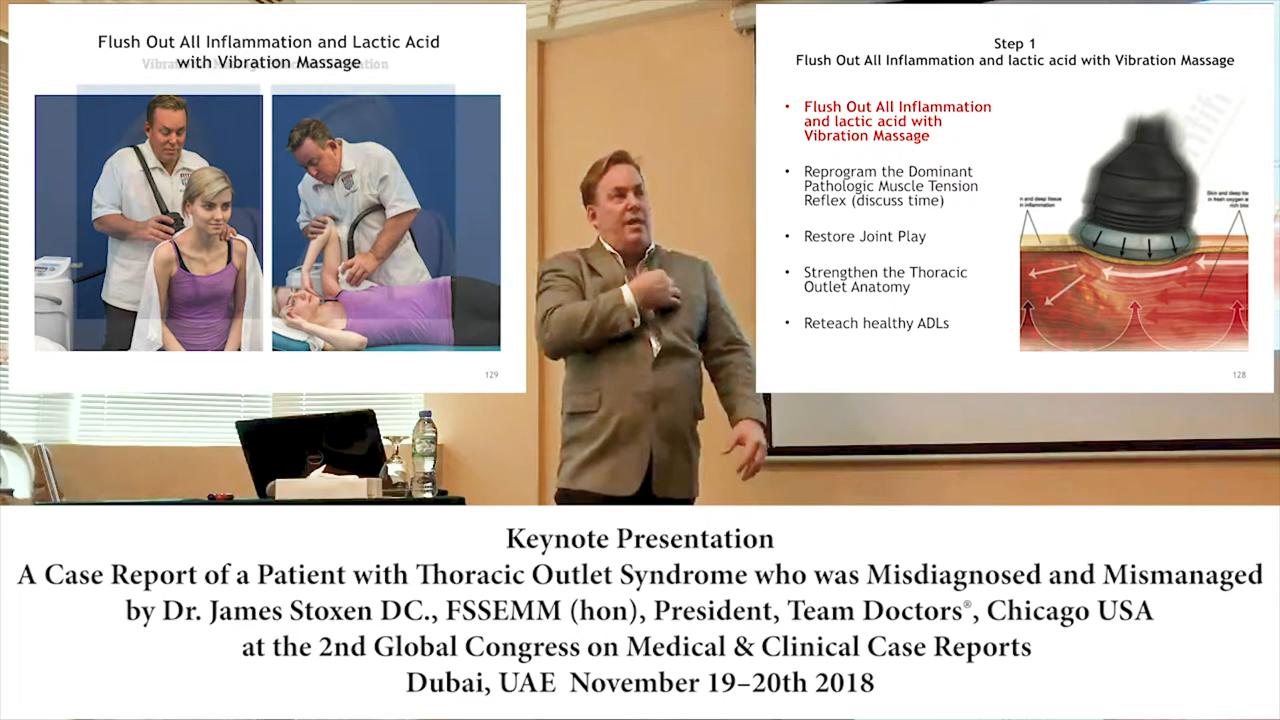 Flush Out All Inflammation and Lactic Acid
with Vibration Massage
129
Step 1
Flush Out All Inflammation and lactic acid with Vibration Massage
• Flush Out All Inflammation
and lactic acid with
Vibration Massage
• Reprogram the Dominant
Pathologic Muscle Tension
Reflex (discuss time)
• Restore Joint Play
• Strengthen the Thoracic
Outlet Anatomy
• Reteach healthy ADLs
128
Keynote Presentation
A Case Report of a Patient with Thoracic Outlet Syndrome who was Misdiagnosed and Mismanaged
by Dr. James Stoxen DC., FSSEMM (hon), President, Team Doctors®, Chicago USA
at the 2nd Global Congress on Medical & Clinical Case Reports
Dubai, UAE November 19–20th 2018